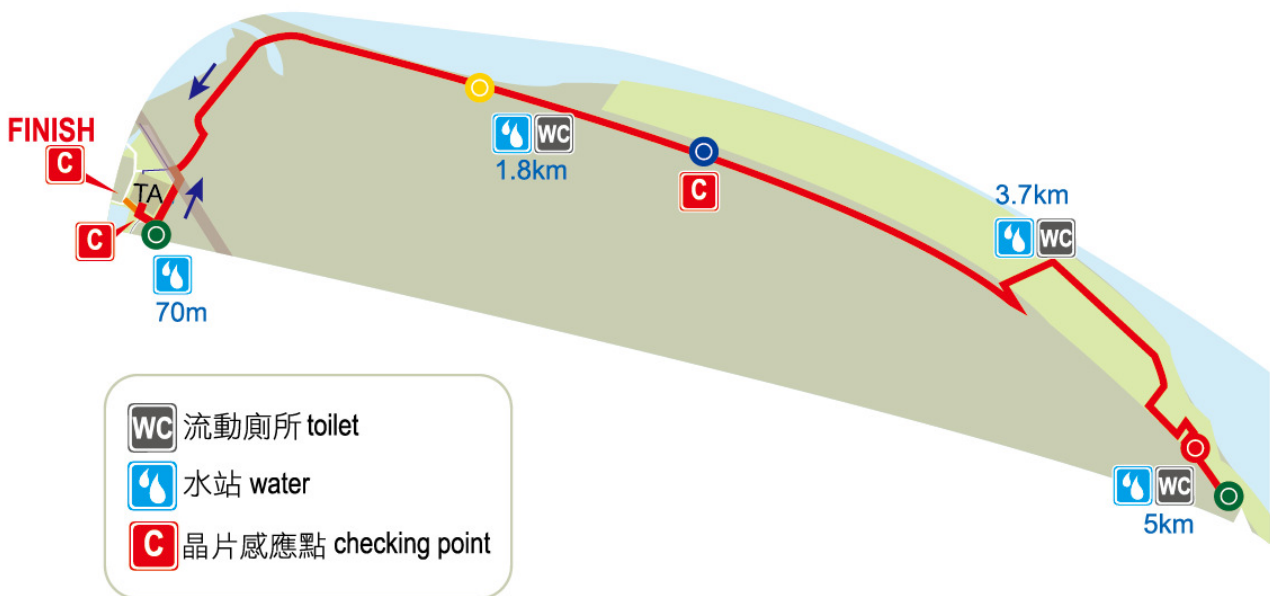 FINISH
C
TA
C
70m
WC
1.8km
C
3.7km
WC
WC
5km
WC 流動廁所 toilet
水站 water
C 晶片感應點 checking point